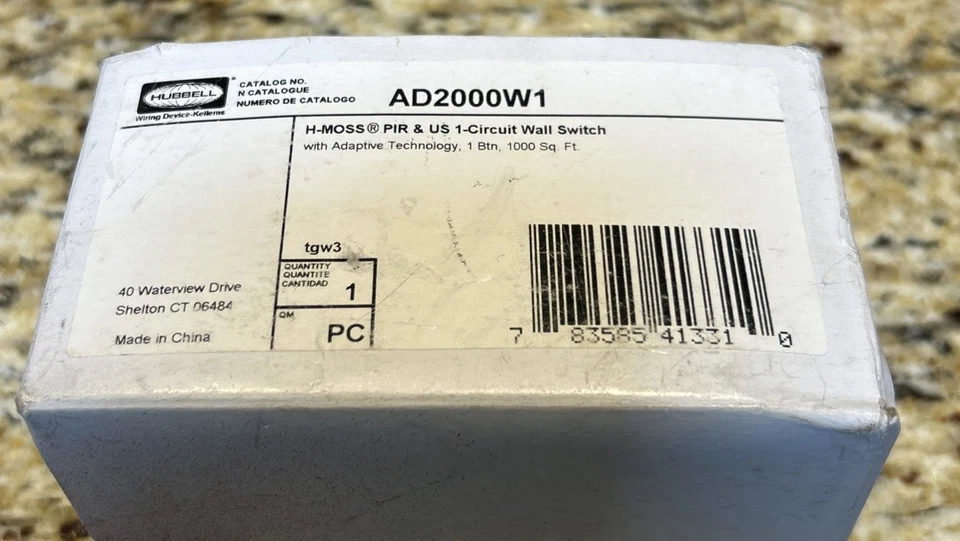 HUBBELL
Wiring Device-Kellems
CATALOG NO.
N CATALOGUE
NUMERO DE CATALOGO
AD2000W1
H-MOSS® PIR & US 1-Circuit Wall Switch
with Adaptive Technology, 1 Btn, 1000 Sq. Ft.
tgw3
QUANTITY
QUANTITE
CANTIDAD
1
QM
PC
40 Waterview Drive
Shelton CT 06484
Made in China
7 83585 41331 0